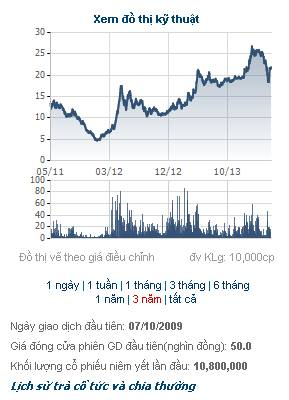 Xem đồ thị kỹ thuật
30
25
20
15
10
5
0
05/11 03/12 12/12 10/13
100
80
60
40
20
0
Đồ thị vẽ theo giá điều chỉnh đv KLg: 10,000cp
1 ngày | 1 tuần | 1 tháng | 3 tháng | 6 tháng
1 năm | 3 năm | tất cả
Ngày giao dịch đầu tiên: 07/10/2009
Giá đóng cửa phiên GD đầu tiên(nghìn đồng): 50.0
Khối lượng cổ phiếu niêm yết lần đầu: 10,800,000
Lịch sử trả cổ tức và chia thưởng